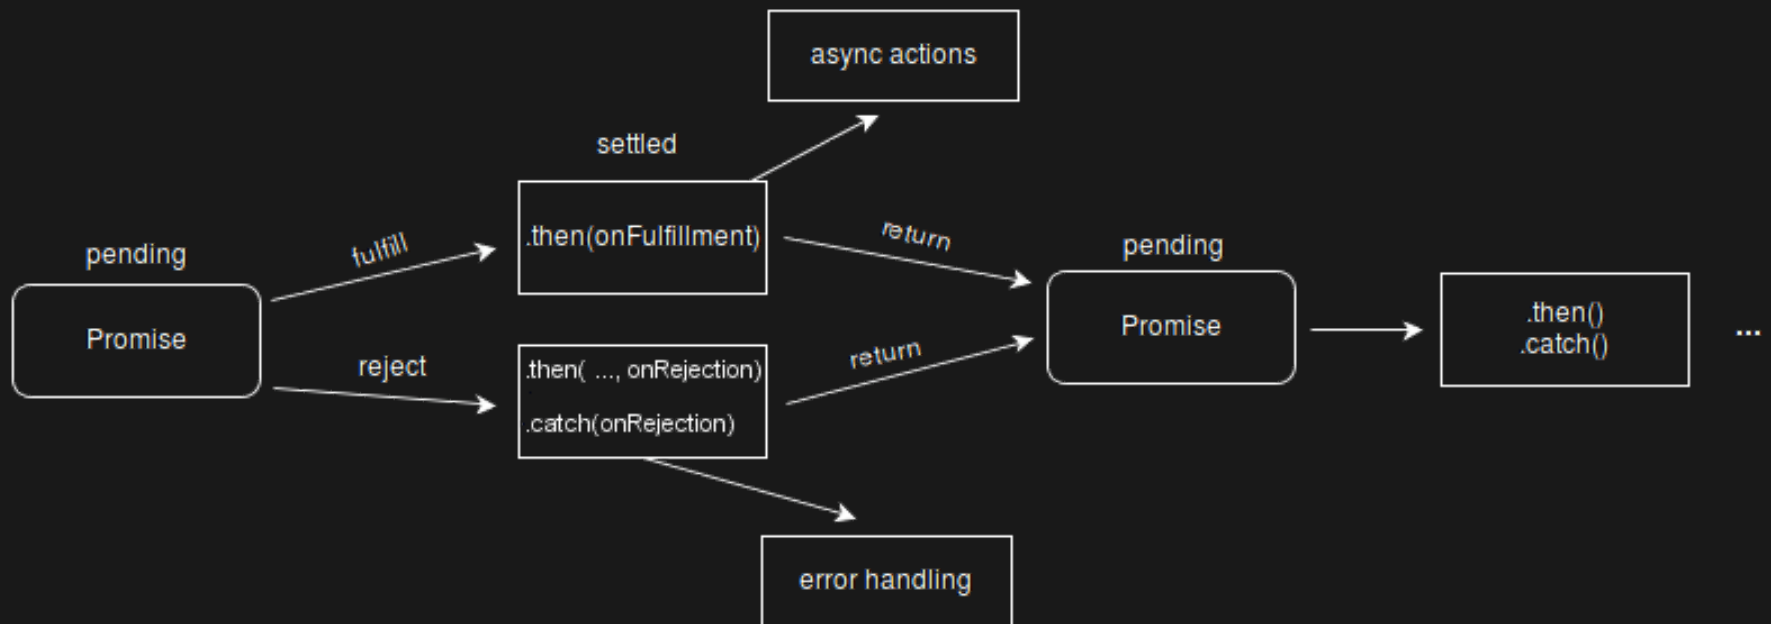 async actions
settled
.then(onFulfillment)
return
pending
fulfill
pending
Promise
Promise
.then()
.catch()
...
reject
.then( ..., onRejection)
.catch(onRejection)
return
error handling